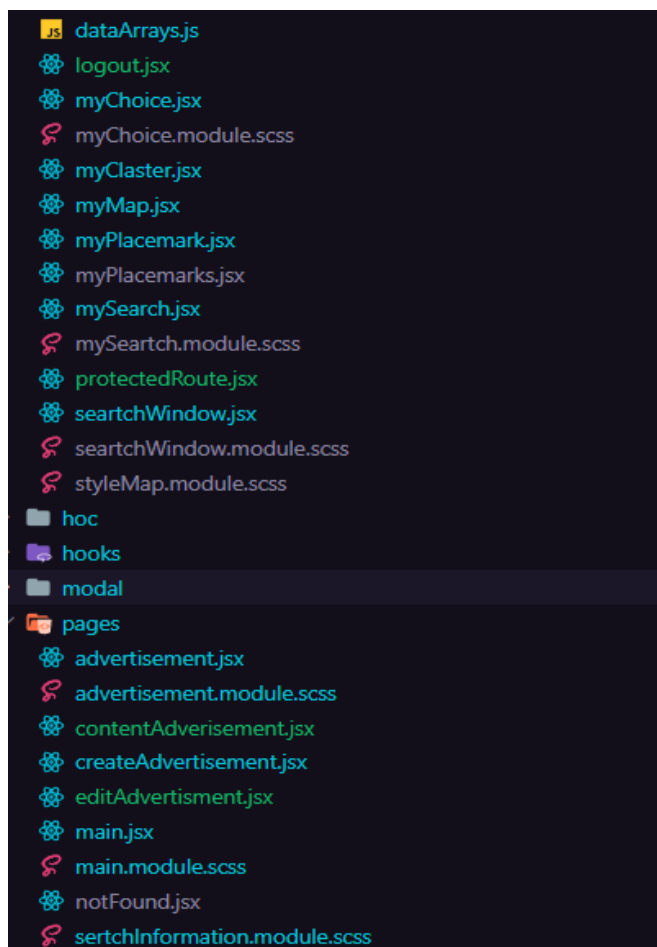 JS dataArrays.js
logout.jsx
myChoice.jsx
myChoice.module.scss
myClaster.jsx
myMap.jsx
myPlacemark.jsx
myPlacemarks.jsx
mySearch.jsx
mySeartch.module.scss
protectedRoute.jsx
seartchWindow.jsx
seartchWindow.module.scss
styleMap.module.scss
hoc
hooks
modal
pages
advertisement.jsx
advertisement.module.scss
contentAdverisement.jsx
createAdvertisement.jsx
editAdvertisment.jsx
main.jsx
main.module.scss
notFound.jsx
sertchInformation.module.scss